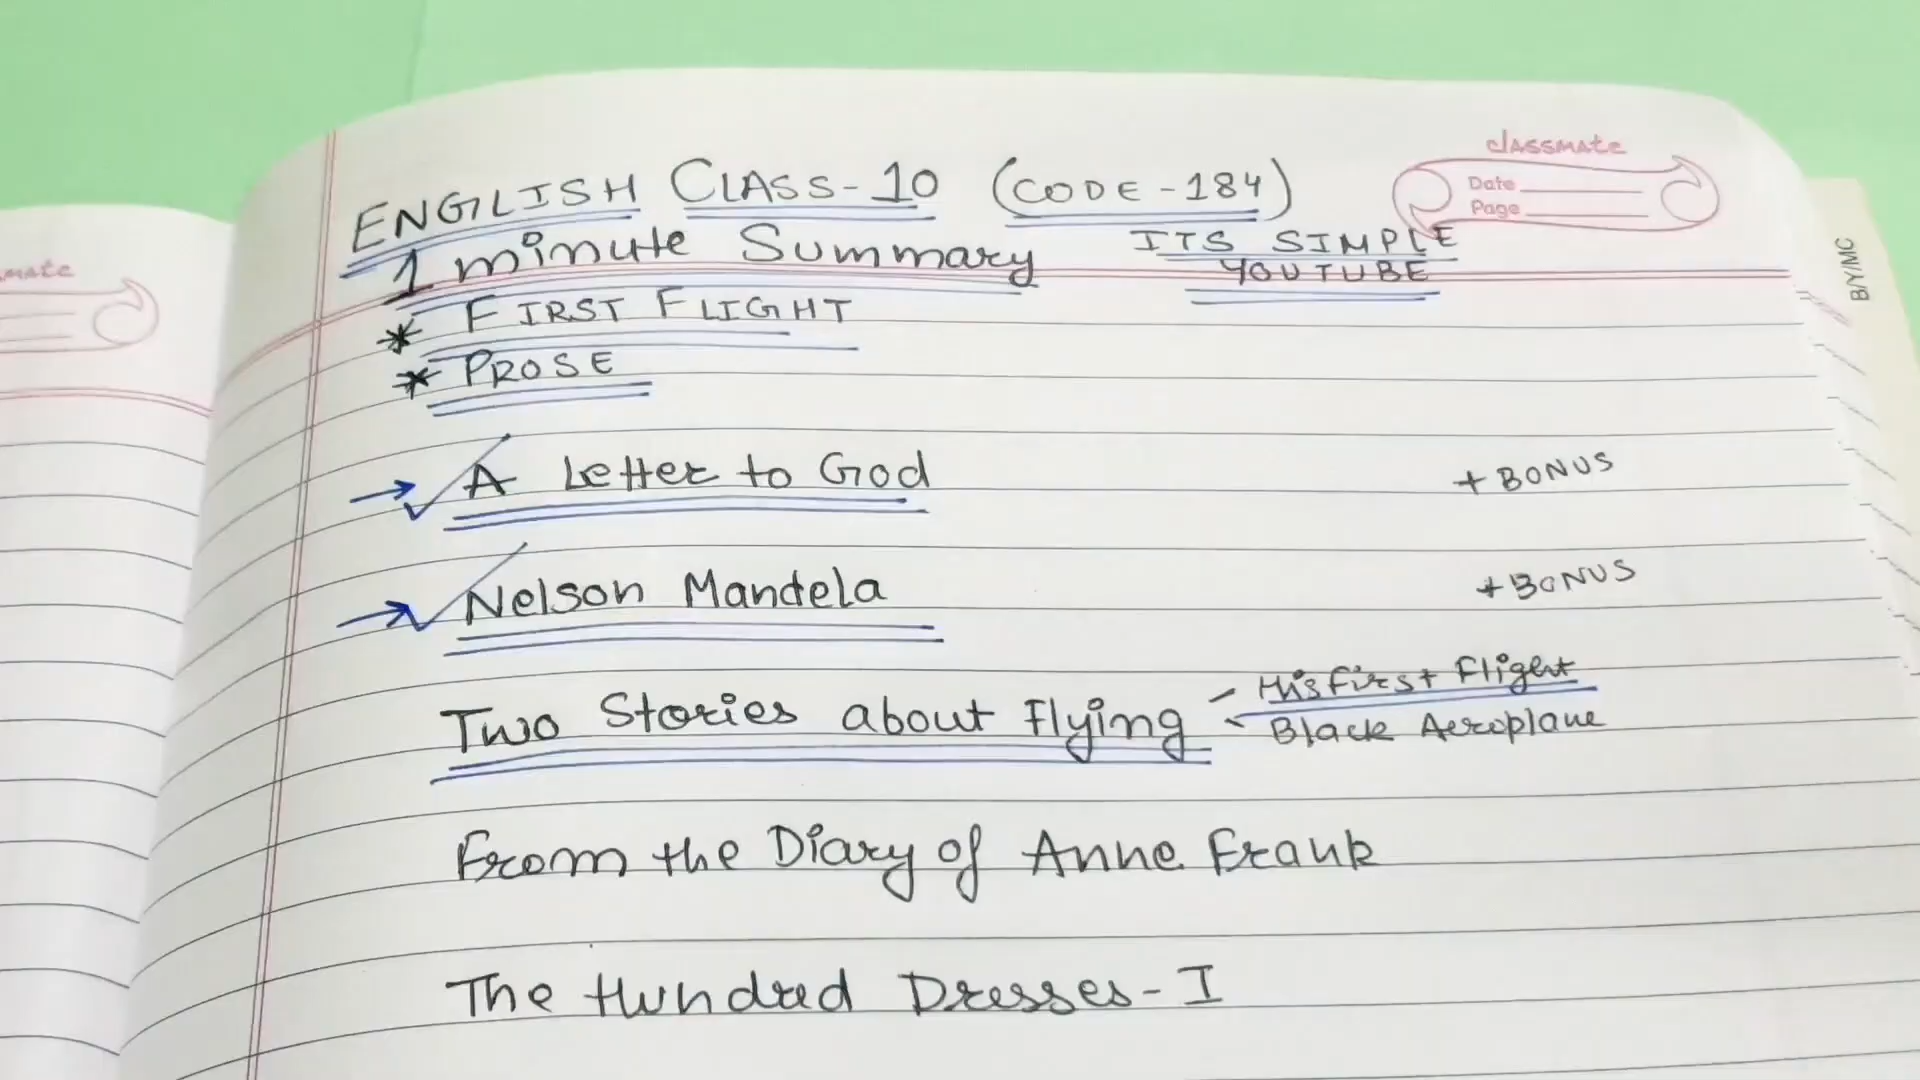 classmate
Date
Page
ENGLISH CLASS-10 (CODE-184)
1 minute Summary
ITS SIMPLE
YOUTUBE
* FIRST FLIGHT
* PROSE
→ ✓ A Letter to God + BONUS
→ ✓ Nelson Mandela + BONUS
Two Stories about Flying - His First Flight
- Black Aeroplane
From the Diary of Anne Frank
The Hundred Dresses - I
B/Y/MC
mate